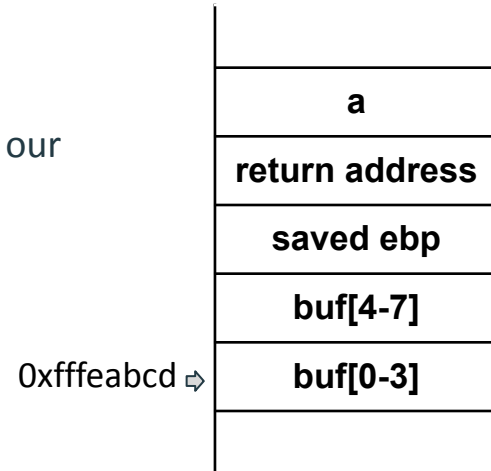 a
our
return address
saved ebp
buf[4-7]
0xfffeabcd ⇨ buf[0-3]